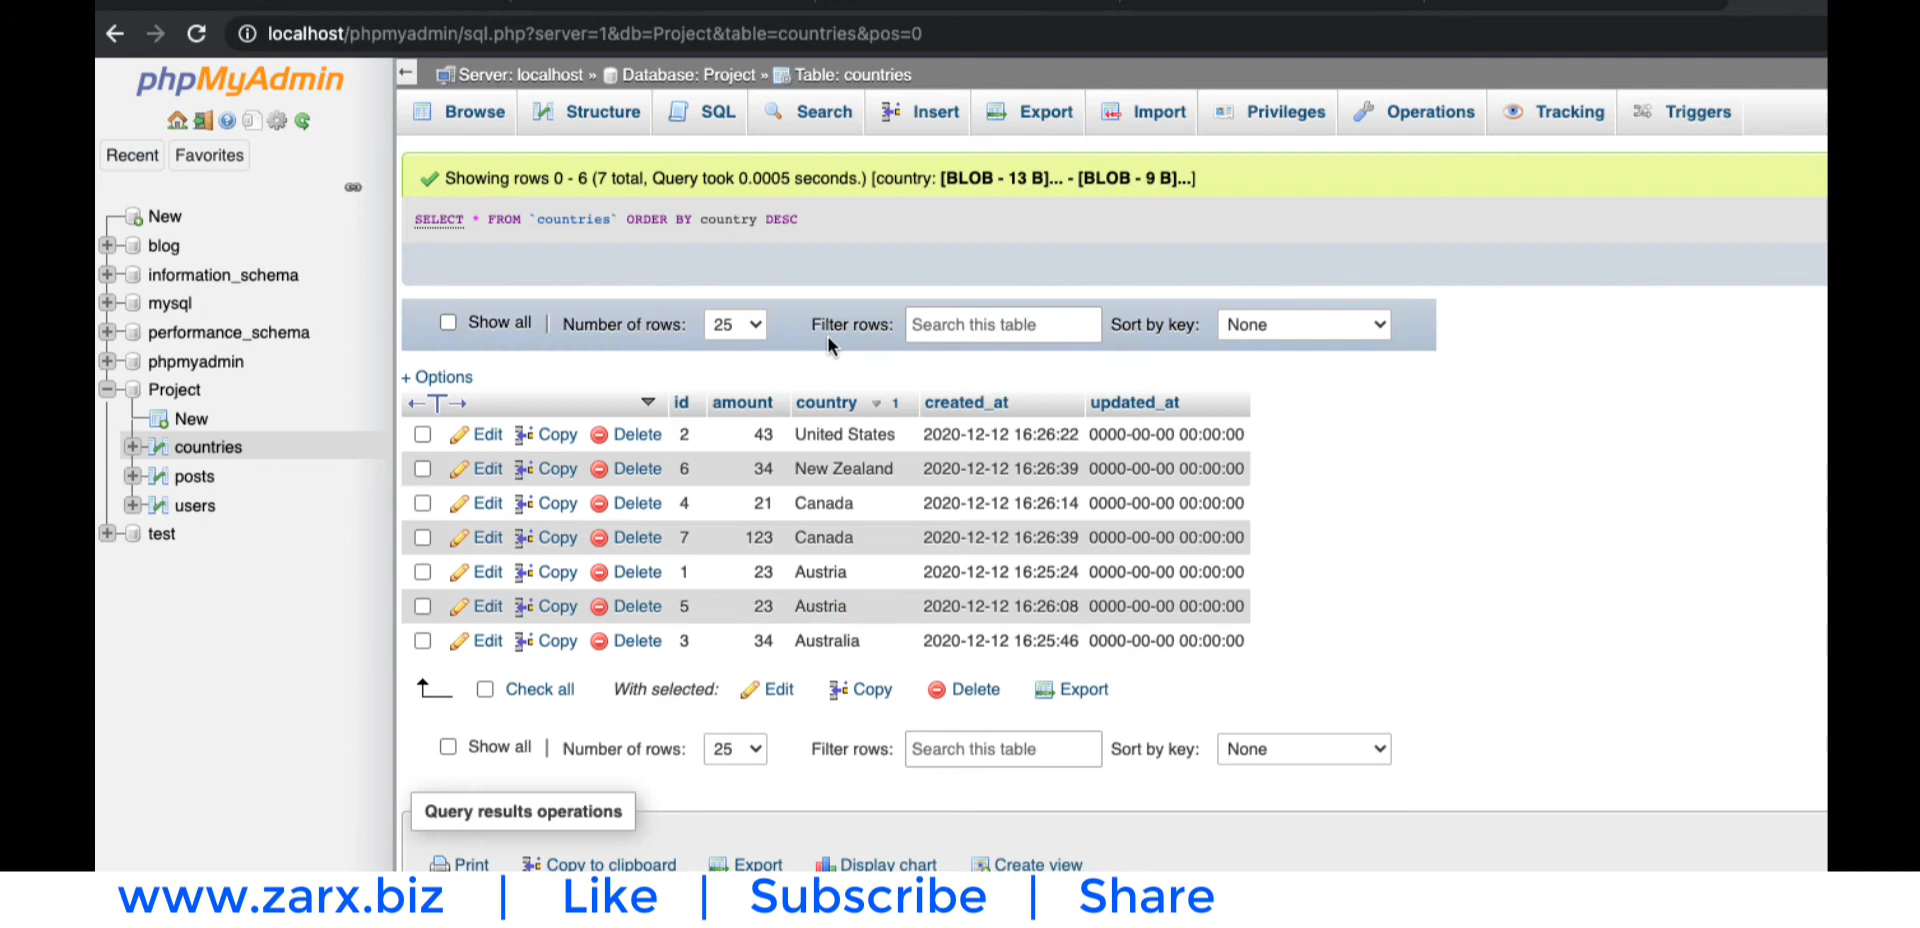 localhost/phpmyadmin/sql.php?server=1&db=Project&table=countries&pos=0
phpMyAdmin
Recent Favorites
New
blog
information_schema
mysql
performance_schema
phpmyadmin
Project
New
countries
posts
users
test
Server: localhost » Database: Project » Table: countries
Browse Structure SQL Search Insert Export Import Privileges Operations Tracking Triggers
Showing rows 0 - 6 (7 total, Query took 0.0005 seconds.) [country: [BLOB - 13 B]... - [BLOB - 9 B]...]
SELECT * FROM `countries` ORDER BY country DESC
Show all | Number of rows: 25 Filter rows: Search this table Sort by key: None
+ Options
←T→ id amount country 1 created_at updated_at
Edit Copy Delete 2 43 United States 2020-12-12 16:26:22 0000-00-00 00:00:00
Edit Copy Delete 6 34 New Zealand 2020-12-12 16:26:39 0000-00-00 00:00:00
Edit Copy Delete 4 21 Canada 2020-12-12 16:26:14 0000-00-00 00:00:00
Edit Copy Delete 7 123 Canada 2020-12-12 16:26:39 0000-00-00 00:00:00
Edit Copy Delete 1 23 Austria 2020-12-12 16:25:24 0000-00-00 00:00:00
Edit Copy Delete 5 23 Austria 2020-12-12 16:26:08 0000-00-00 00:00:00
Edit Copy Delete 3 34 Australia 2020-12-12 16:25:46 0000-00-00 00:00:00
Check all With selected: Edit Copy Delete Export
Show all | Number of rows: 25 Filter rows: Search this table Sort by key: None
Query results operations
Print Copy to clipboard Export Display chart Create view
www.zarx.biz | Like | Subscribe | Share